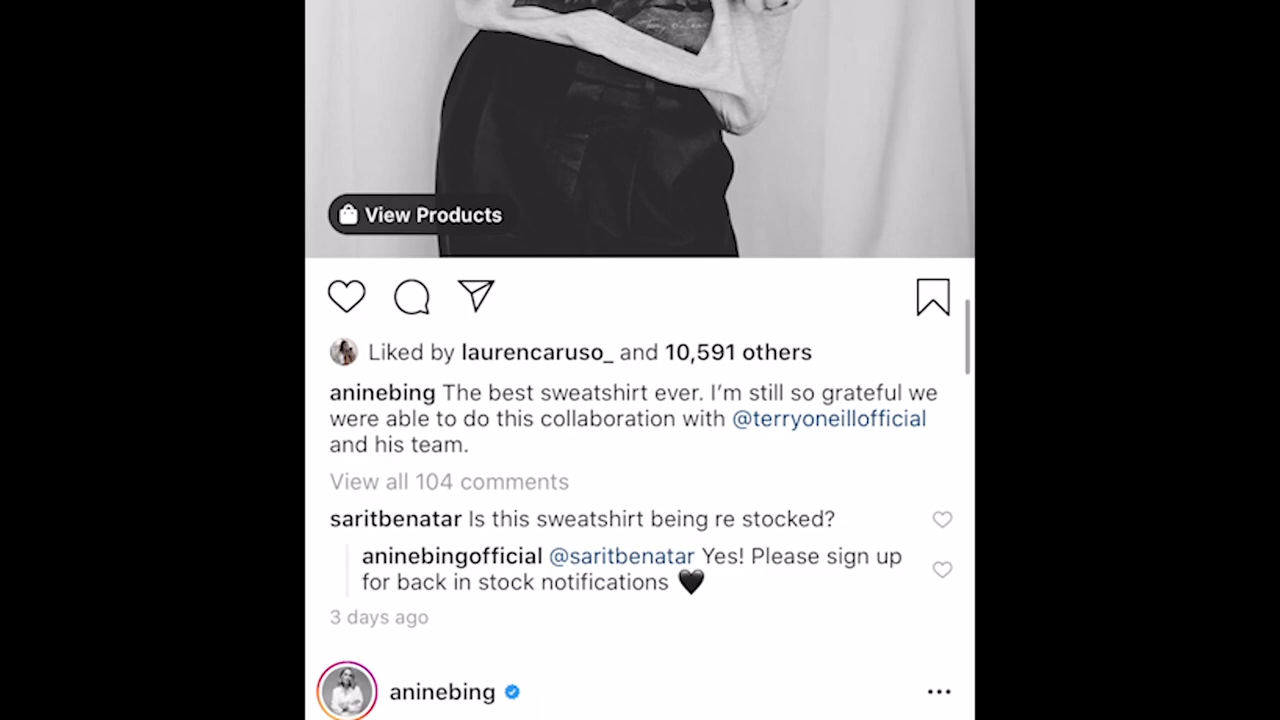 View Products
Liked by laurencaruso_ and 10,591 others
aninebing The best sweatshirt ever. I’m still so grateful we
were able to do this collaboration with @terryoneillofficial
and his team.
View all 104 comments
saritbenatar Is this sweatshirt being re stocked?
aninebingofficial @saritbenatar Yes! Please sign up
for back in stock notifications 🖤
3 days ago
aninebing